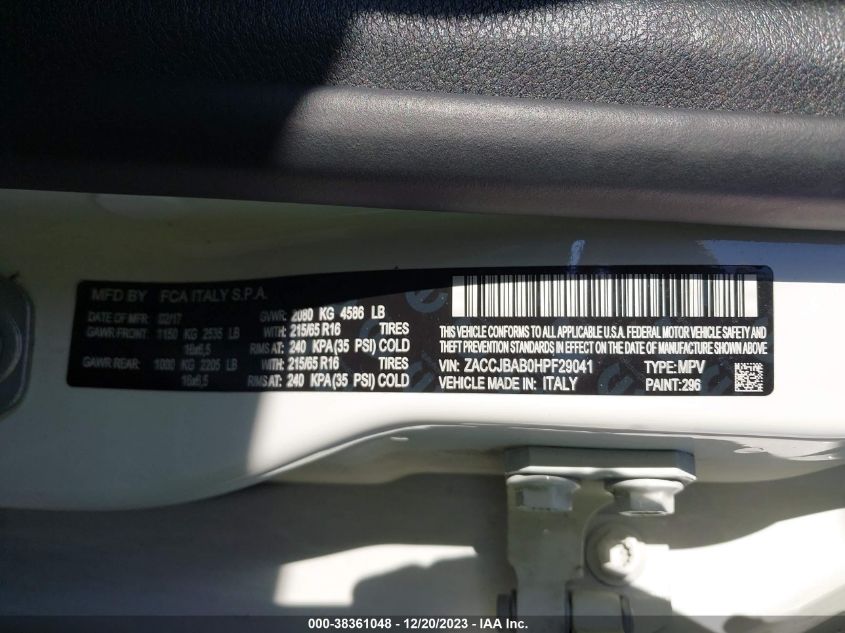 MFD BY FCA ITALY S.P.A.
DATE OF MFR: 02/17 GVWR: 2080 KG 4586 LB
GAWR FRONT: 1150 KG 2535 LB WITH: 215/65 R16 TIRES
16x6,5 RIMS AT: 240 KPA(35 PSI) COLD
GAWR REAR: 1000 KG 2205 LB WITH: 215/65 R16 TIRES
16x6,5 RIMS AT: 240 KPA(35 PSI) COLD
THIS VEHICLE CONFORMS TO ALL APPLICABLE U.S.A. FEDERAL MOTOR VEHICLE SAFETY AND
THEFT PREVENTION STANDARDS IN EFFECT ON THE DATE OF MANUFACTURE SHOWN ABOVE.
VIN: ZACCJBAB0HPF29041 TYPE: MPV
VEHICLE MADE IN: ITALY PAINT: 296
000-38361048 - 12/20/2023 - IAA Inc.